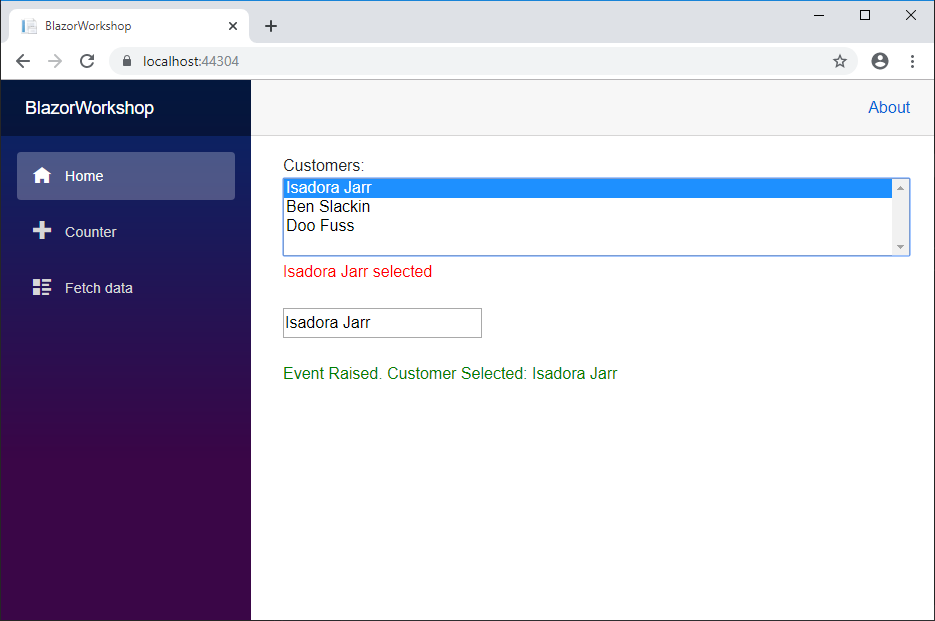 BlazorWorkshop
localhost:44304
BlazorWorkshop
About
Home
Counter
Fetch data
Customers:
Isadora Jarr
Ben Slackin
Doo Fuss
Isadora Jarr selected
Isadora Jarr
Event Raised. Customer Selected: Isadora Jarr